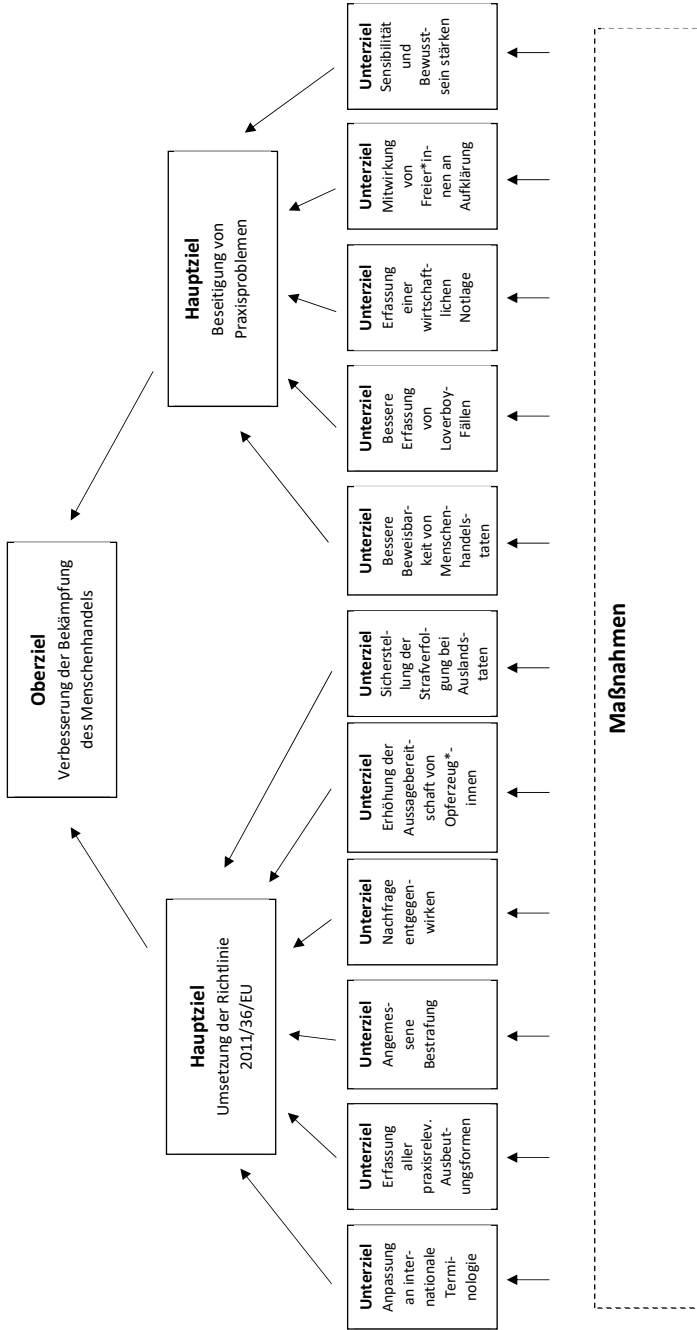 Oberziel
Verbesserung der Bekämpfung
des Menschenhandels
Hauptziel
Umsetzung der Richtlinie
2011/36/EU
Hauptziel
Beseitigung von
Praxisproblemen
Unterziel
Anpassung
an inter-
nationale
Termi-
nologie
Unterziel
Erfassung
aller
praxisrelev.
Ausbeut-
ungsformen
Unterziel
Angemes-
sene
Bestrafung
Unterziel
Nachfrage
entgegen-
wirken
Unterziel
Erhöhung der
Aussagebereit-
schaft von
Opferzeug*-
innen
Unterziel
Sicherstel-
lung der
Strafverfol-
gung bei
Auslands-
taten
Unterziel
Bessere
Beweisbar-
keit von
Menschen-
handels-
taten
Unterziel
Bessere
Erfassung
von
Loverboy-
Fällen
Unterziel
Erfassung
einer
wirtschaft-
lichen
Notlage
Unterziel
Mitwirkung
von
Freier*in-
nen an
Aufklärung
Unterziel
Sensibilität
und
Bewusst-
sein stärken
Maßnahmen